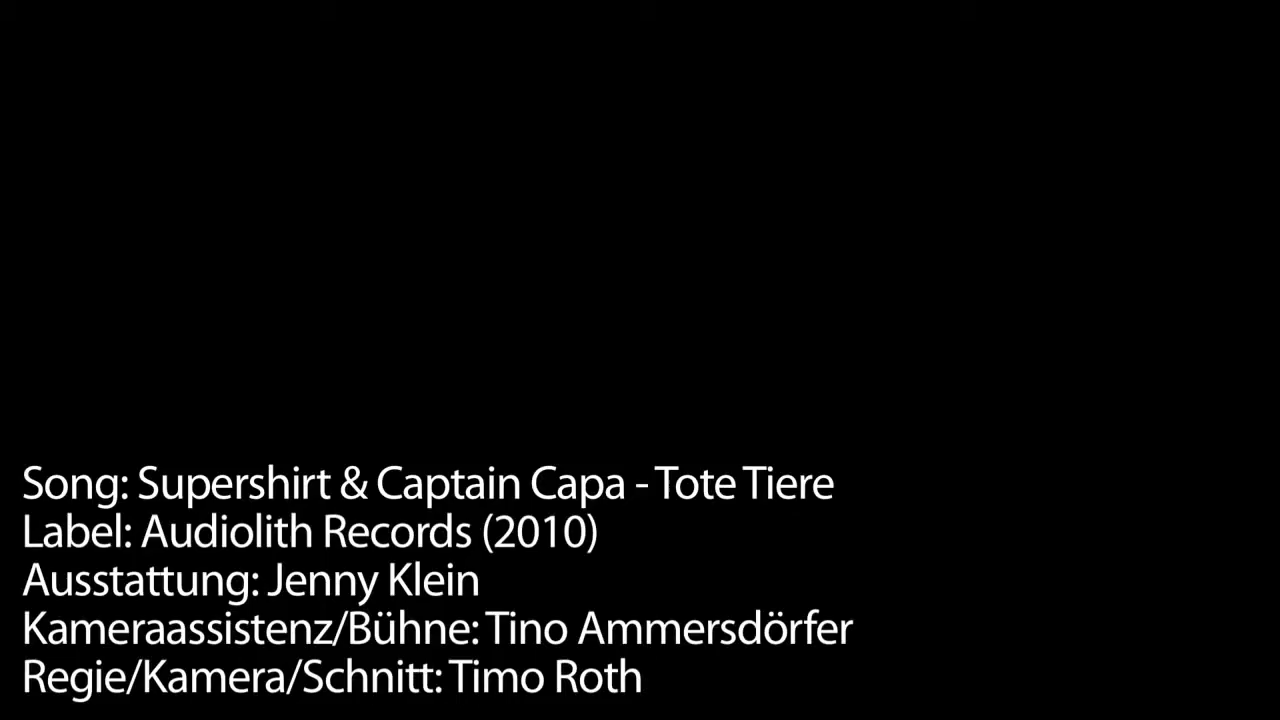 Song: Supershirt & Captain Capa - Tote Tiere
Label: Audiolith Records (2010)
Ausstattung: Jenny Klein
Kameraassistenz/Bühne: Tino Ammersdörfer
Regie/Kamera/Schnitt: Timo Roth